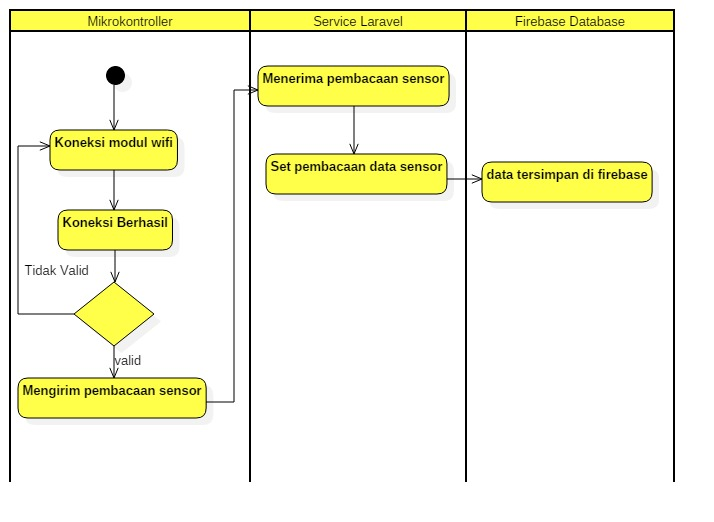 Mikrokontroller
Service Laravel
Firebase Database
Koneksi modul wifi
Koneksi Berhasil
Tidak Valid
valid
Mengirim pembacaan sensor
Menerima pembacaan sensor
Set pembacaan data sensor
data tersimpan di firebase